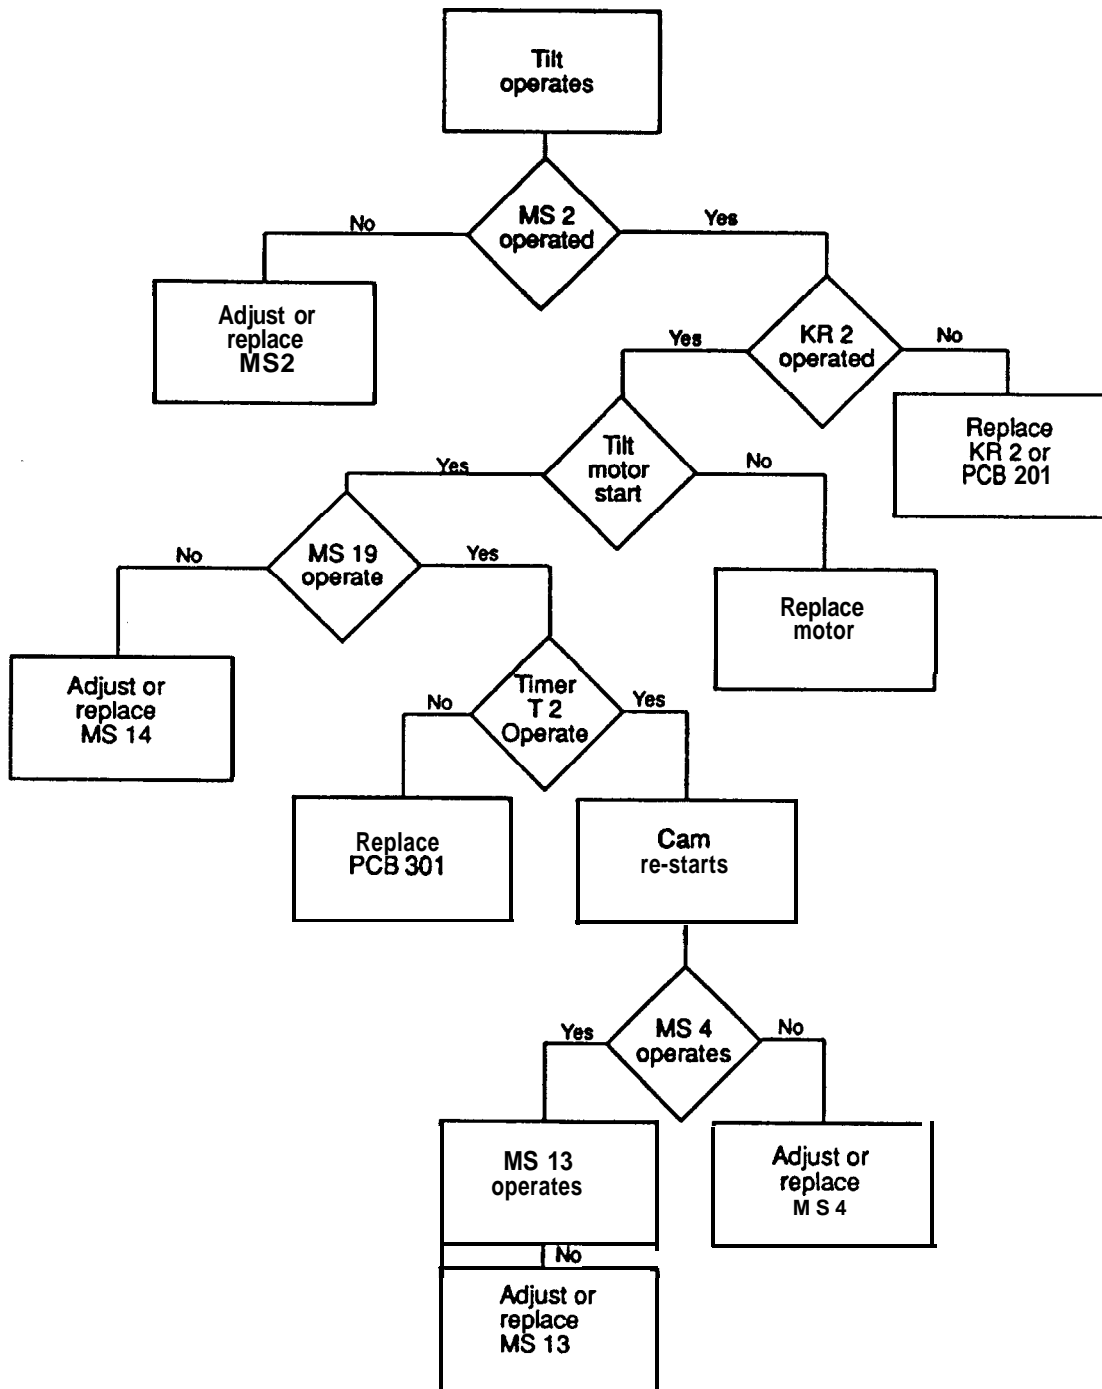 Tilt
operates
MS 2
operated
No
Yes
Adjust or
replace
MS2
KR 2
operated
Yes
No
Replace
KR 2 or
PCB 201
Tilt
motor
start
Yes
No
Replace
motor
MS 19
operate
No
Yes
Adjust or
replace
MS 14
Timer
T 2
Operate
No
Yes
Replace
PCB 301
Cam
re-starts
MS 4
operates
Yes
No
MS 13
operates
Adjust or
replace
M S 4
No
Adjust or
replace
MS 13